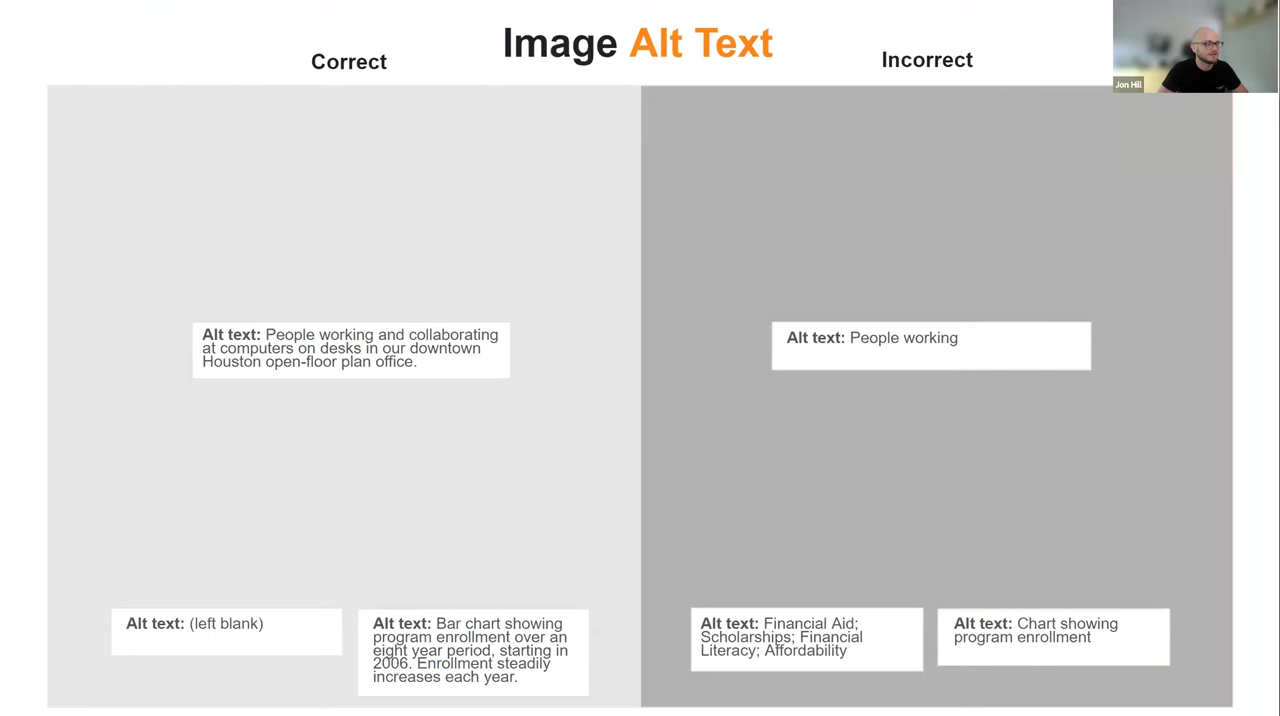 Image Alt Text
Correct
Incorrect
Jon Hill
Alt text: People working and collaborating
at computers on desks in our downtown
Houston open-floor plan office.
Alt text: People working
Alt text: (left blank)
Alt text: Bar chart showing
program enrollment over an
eight year period, starting in
2006. Enrollment steadily
increases each year.
Alt text: Financial Aid;
Scholarships; Financial
Literacy; Affordability
Alt text: Chart showing
program enrollment